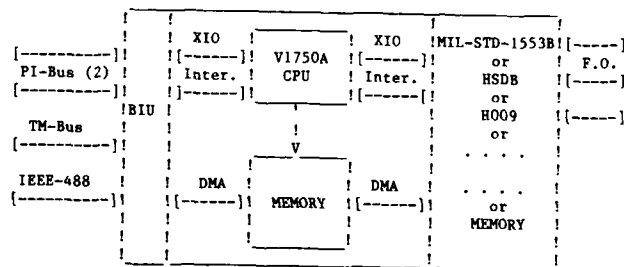 XIO XIO MIL-STD-1553B
PI-Bus (2) Inter. V1750A Inter. or F.O.
CPU HSDB
BIU or
H009
TM-Bus or
. . . .
IEEE-488 DMA DMA . . . .
MEMORY or
MEMORY
V